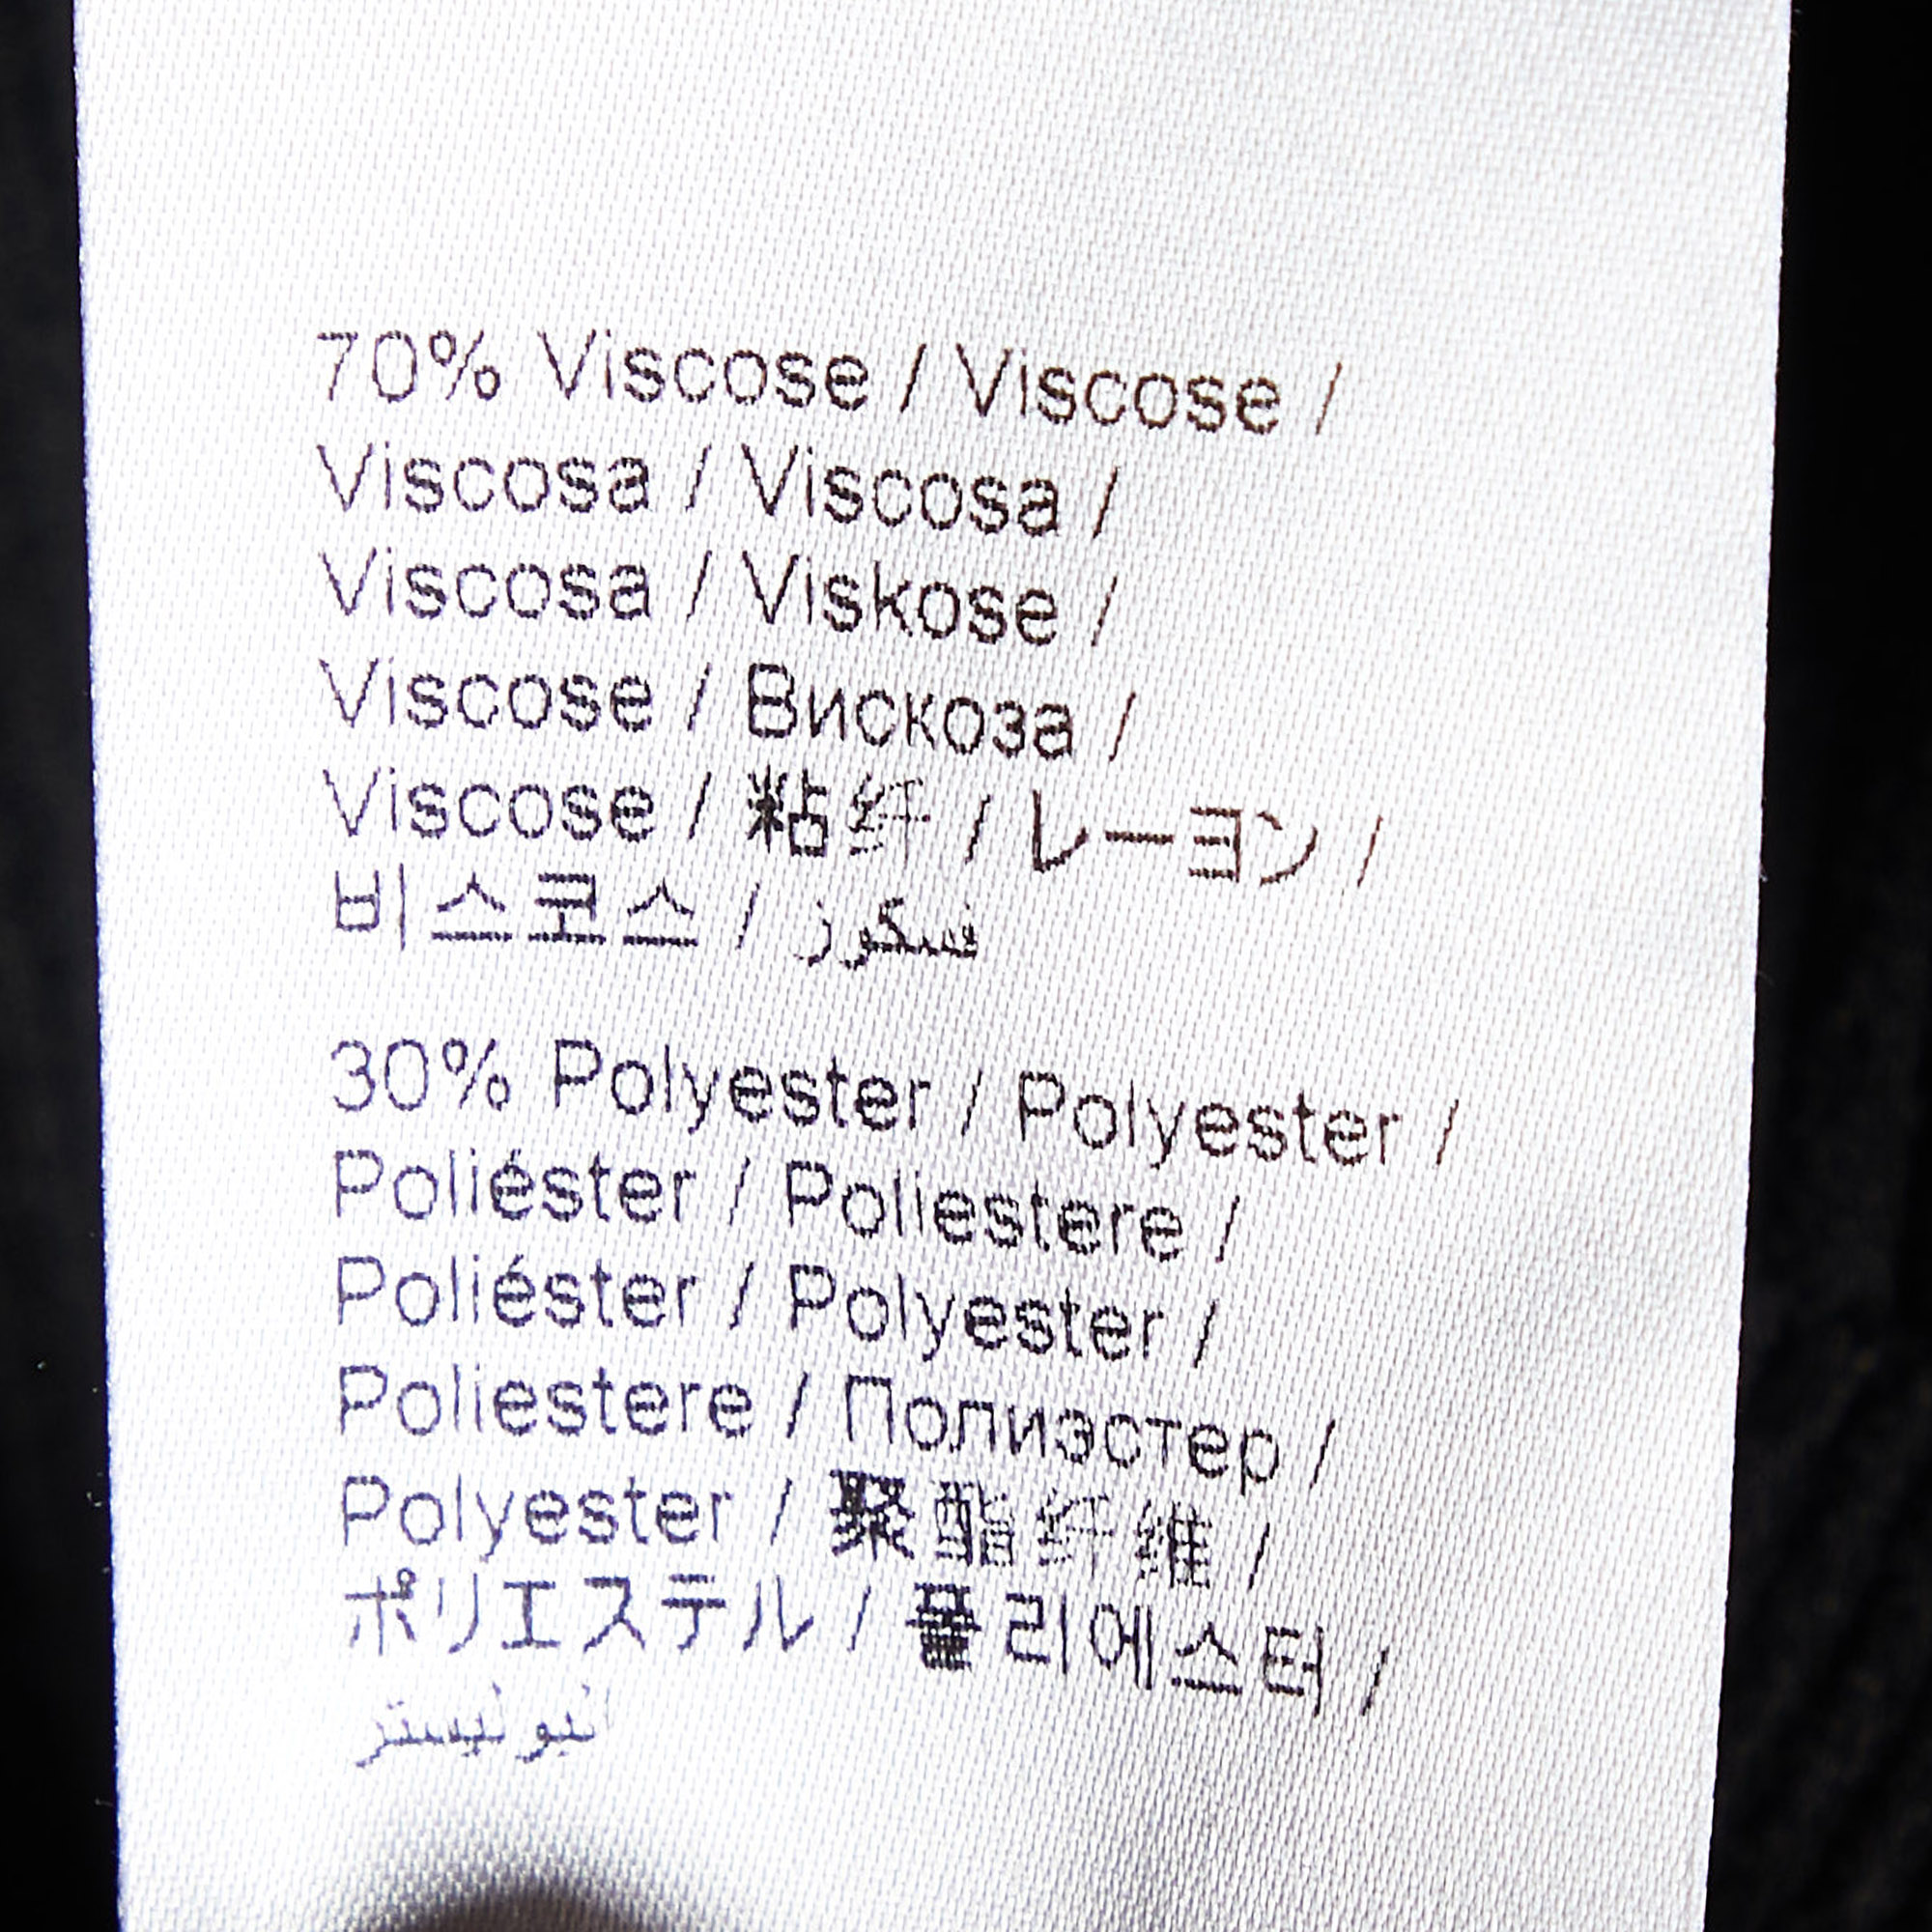 70% Viscose / Viscose /
Viscosa / Viscosa /
Viscosa / Viskose /
Viscose / Вискоза /
Viscose / 粘纤 / レーヨン /
비스코스 / فسكوز
30% Polyester / Polyester /
Poliéster / Poliestere /
Poliéster / Polyester /
Poliestere / Полиэстер /
Polyester / 聚酯纤维 /
ポリエステル / 폴리에스터 /